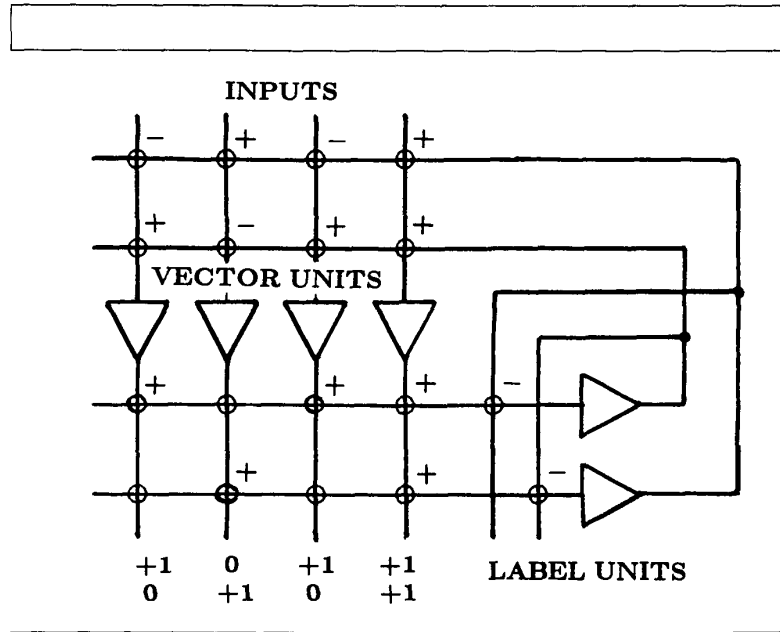 INPUTS
− + − +
+ − + +
VECTOR UNITS
+ + + −
+ + −
+1 0 +1 +1
0 +1 0 +1
LABEL UNITS